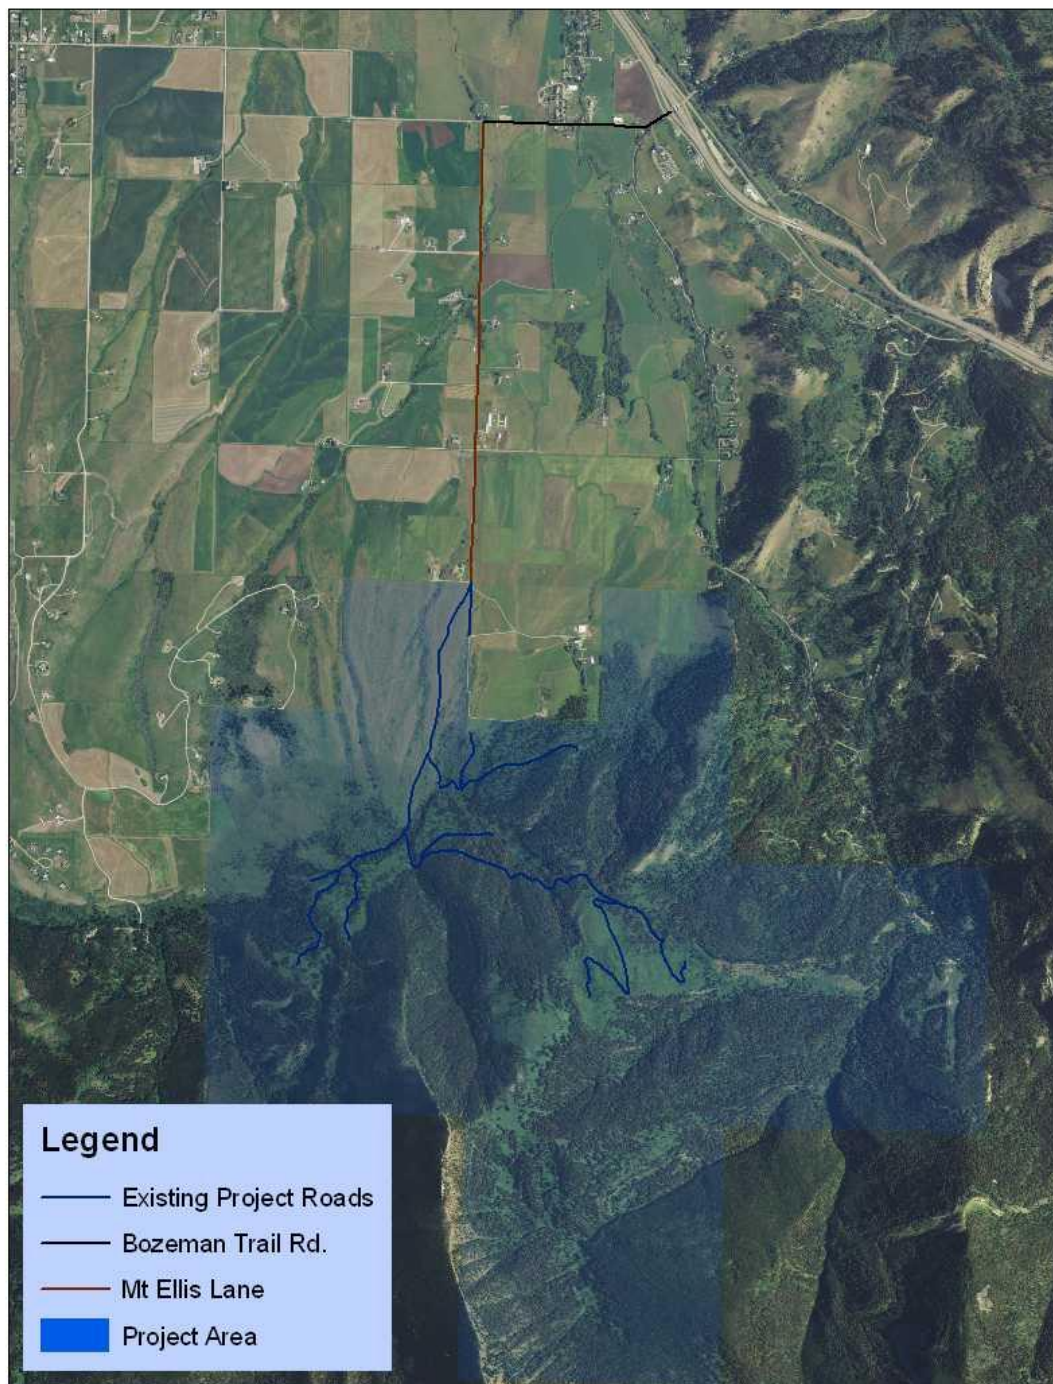 Legend
Existing Project Roads
Bozeman Trail Rd.
Mt Ellis Lane
Project Area